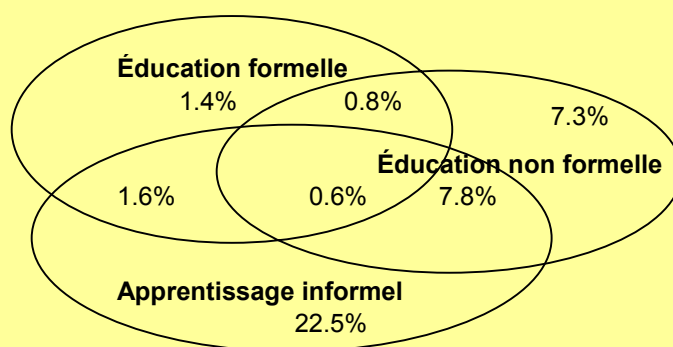 Éducation formelle
1.4%
0.8%
7.3%
Éducation non formelle
1.6%
0.6%
7.8%
Apprentissage informel
22.5%